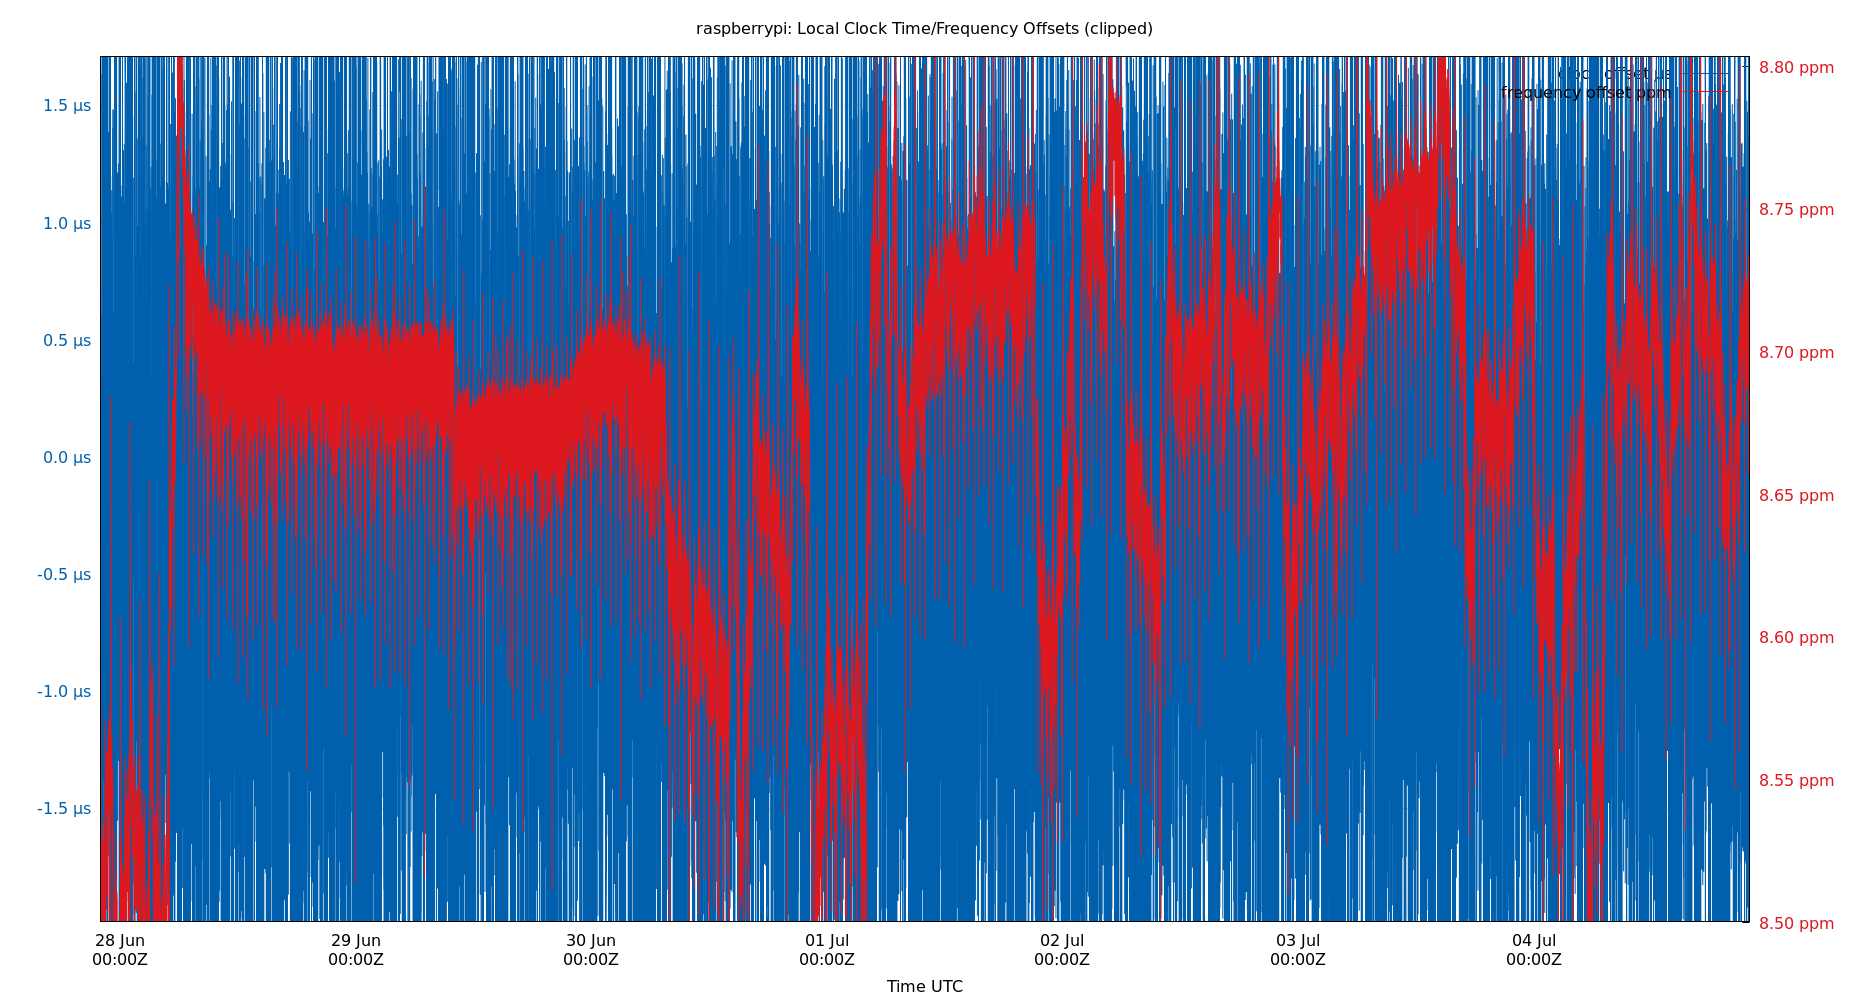 raspberrypi: Local Clock Time/Frequency Offsets (clipped)
clock offset µs
frequency offset ppm
1.5 µs
1.0 µs
0.5 µs
0.0 µs
-0.5 µs
-1.0 µs
-1.5 µs
8.80 ppm
8.75 ppm
8.70 ppm
8.65 ppm
8.60 ppm
8.55 ppm
8.50 ppm
28 Jun
00:00Z
29 Jun
00:00Z
30 Jun
00:00Z
01 Jul
00:00Z
02 Jul
00:00Z
03 Jul
00:00Z
04 Jul
00:00Z
Time UTC